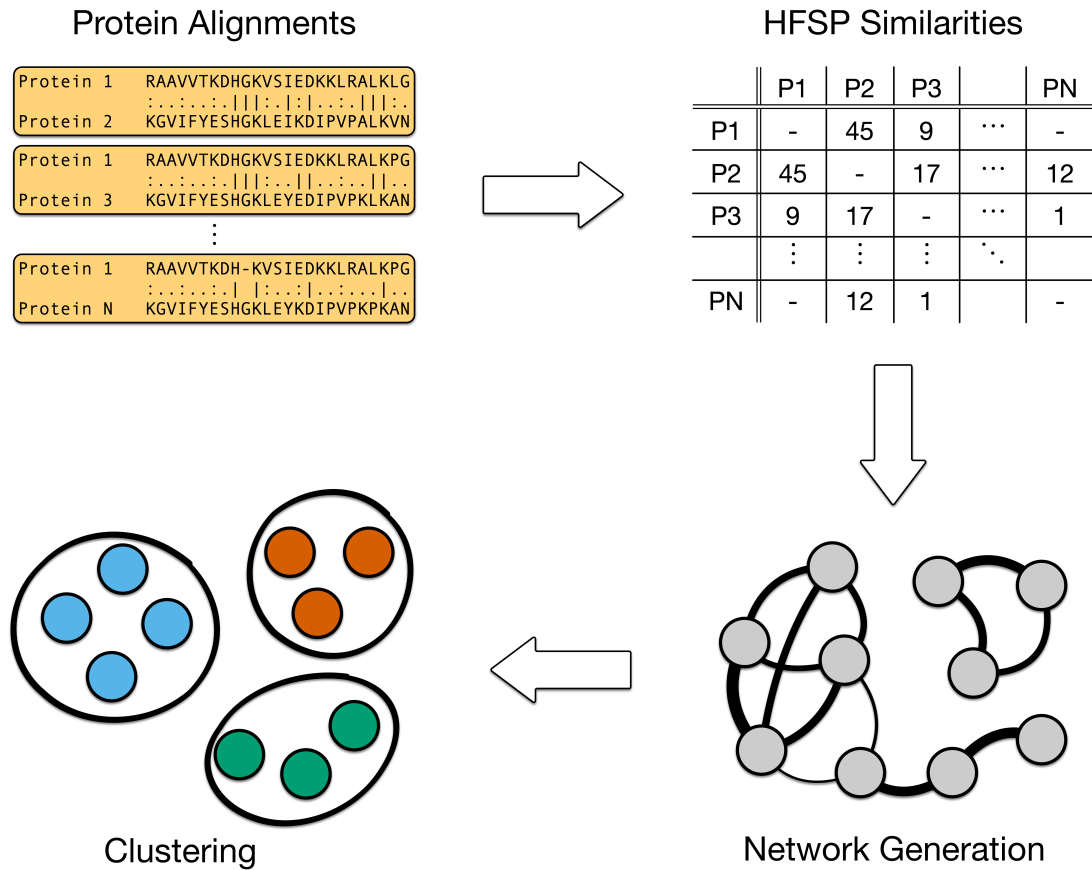 Protein Alignments
Protein 1 RAAVVTKDHGKVSIEDKKLRALKLG
:..:..:.|||:.|:|..:.|||:.
Protein 2 KGVIFYESHGKLEIKDIPVPALKVN
Protein 1 RAAVVTKDHGKVSIEDKKLRALKPG
:..:..:.|||:..||..:..||..
Protein 3 KGVIFYESHGKLEYEDIPVPKLKAN
⋮
Protein 1 RAAVVTKDH-KVSIEDKKLRALKPG
:..:..:.| |:..:|..:...|..
Protein N KGVIFYESHGKLEYKDIPVPKPKAN
HFSP Similarities
P1 P2 P3 PN
P1 - 45 9 ⋯ -
P2 45 - 17 ⋯ 12
P3 9 17 - ⋯ 1
⋮ ⋮ ⋮ ⋱
PN - 12 1 -
Network Generation
Clustering